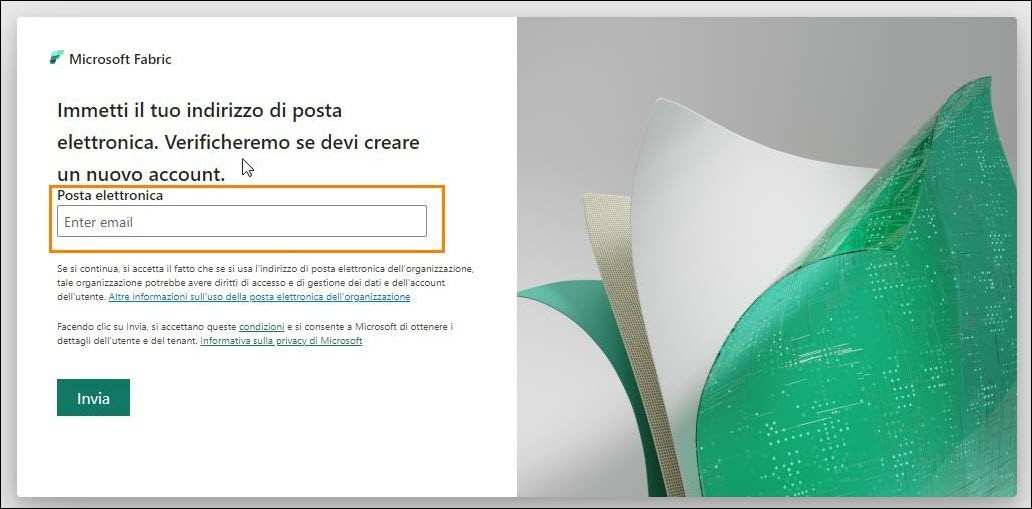 Microsoft Fabric
Immetti il tuo indirizzo di posta
elettronica. Verificheremo se devi creare
un nuovo account.
Posta elettronica
Enter email
Se si continua, si accetta il fatto che se si usa l'indirizzo di posta elettronica dell'organizzazione,
tale organizzazione potrebbe avere diritti di accesso e di gestione dei dati e dell'account
dell'utente. Altre informazioni sull'uso della posta elettronica dell'organizzazione
Facendo clic su Invia, si accettano queste condizioni e si consente a Microsoft di ottenere i
dettagli dell'utente e del tenant. Informativa sulla privacy di Microsoft
Invia